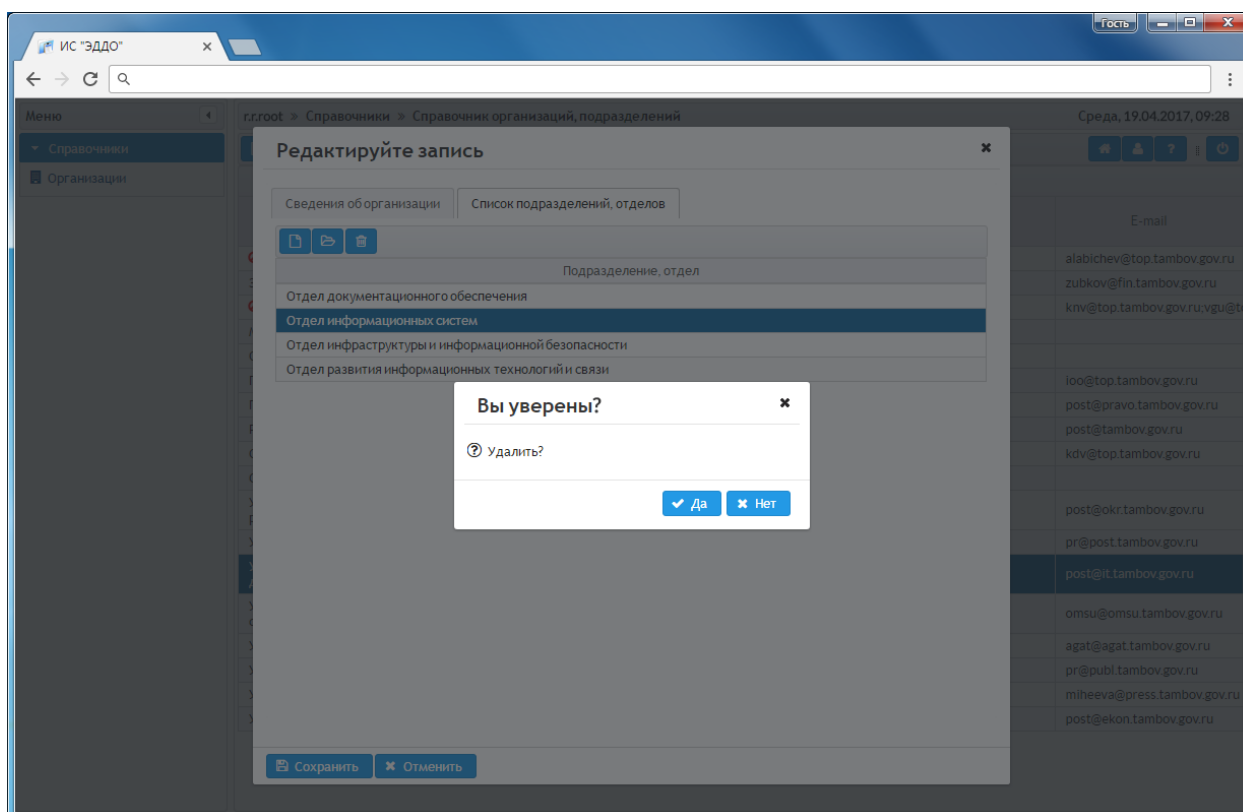 Гость
ИС "ЭДДО"
Меню
r.r.root » Справочники » Справочник организаций, подразделений
Среда, 19.04.2017, 09:28
Справочники
Организации
Редактируйте запись
Сведения об организации
Список подразделений, отделов
E-mail
Подразделение, отдел
alabichev@top.tambov.gov.ru
zubkov@fin.tambov.gov.ru
Отдел документационного обеспечения
knv@top.tambov.gov.ru;vgu@t
Отдел информационных систем
Отдел инфраструктуры и информационной безопасности
Отдел развития информационных технологий и связи
ioo@top.tambov.gov.ru
Вы уверены?
post@pravo.tambov.gov.ru
post@tambov.gov.ru
Удалить?
kdv@top.tambov.gov.ru
Да
Нет
post@okr.tambov.gov.ru
pr@post.tambov.gov.ru
post@it.tambov.gov.ru
omsu@omsu.tambov.gov.ru
agat@agat.tambov.gov.ru
pr@publ.tambov.gov.ru
miheeva@press.tambov.gov.ru
post@ekon.tambov.gov.ru
Сохранить
Отменить